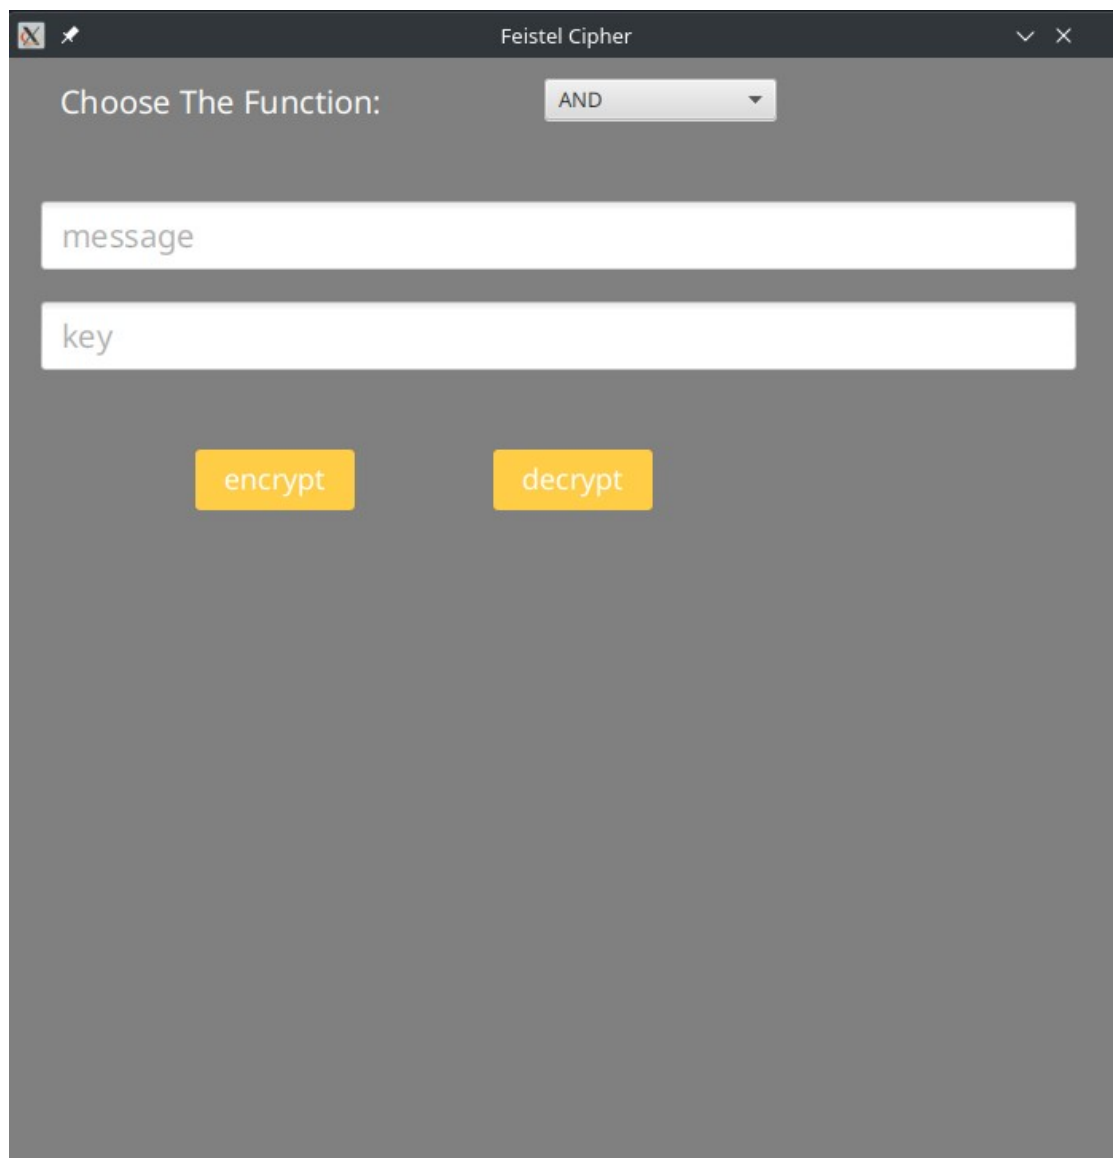 Feistel Cipher
Choose The Function: AND
message
key
encrypt decrypt